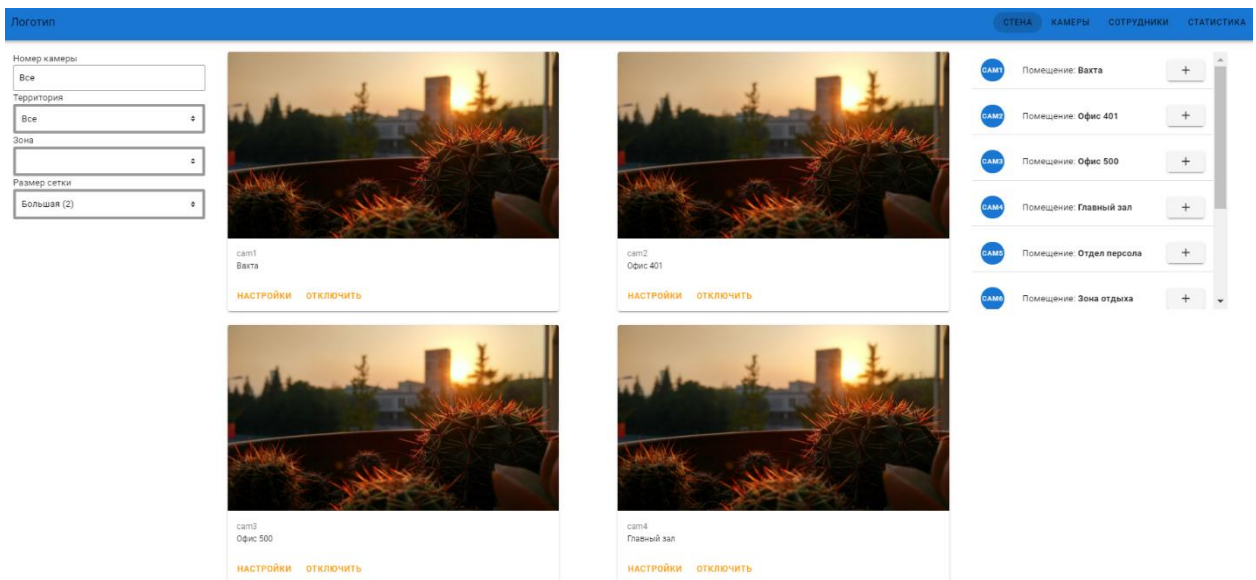 Логотип
СТЕНА КАМЕРЫ СОТРУДНИКИ СТАТИСТИКА
Номер камеры
Все
Территория
Все
Зона
Размер сетки
Большая (2)
cam1
Вахта
НАСТРОЙКИ ОТКЛЮЧИТЬ
cam2
Офис 401
НАСТРОЙКИ ОТКЛЮЧИТЬ
cam3
Офис 500
НАСТРОЙКИ ОТКЛЮЧИТЬ
cam4
Главный зал
НАСТРОЙКИ ОТКЛЮЧИТЬ
CAM1 Помещение: Вахта +
CAM2 Помещение: Офис 401 +
CAM3 Помещение: Офис 500 +
CAM4 Помещение: Главный зал +
CAM5 Помещение: Отдел персола +
CAM6 Помещение: Зона отдыха +